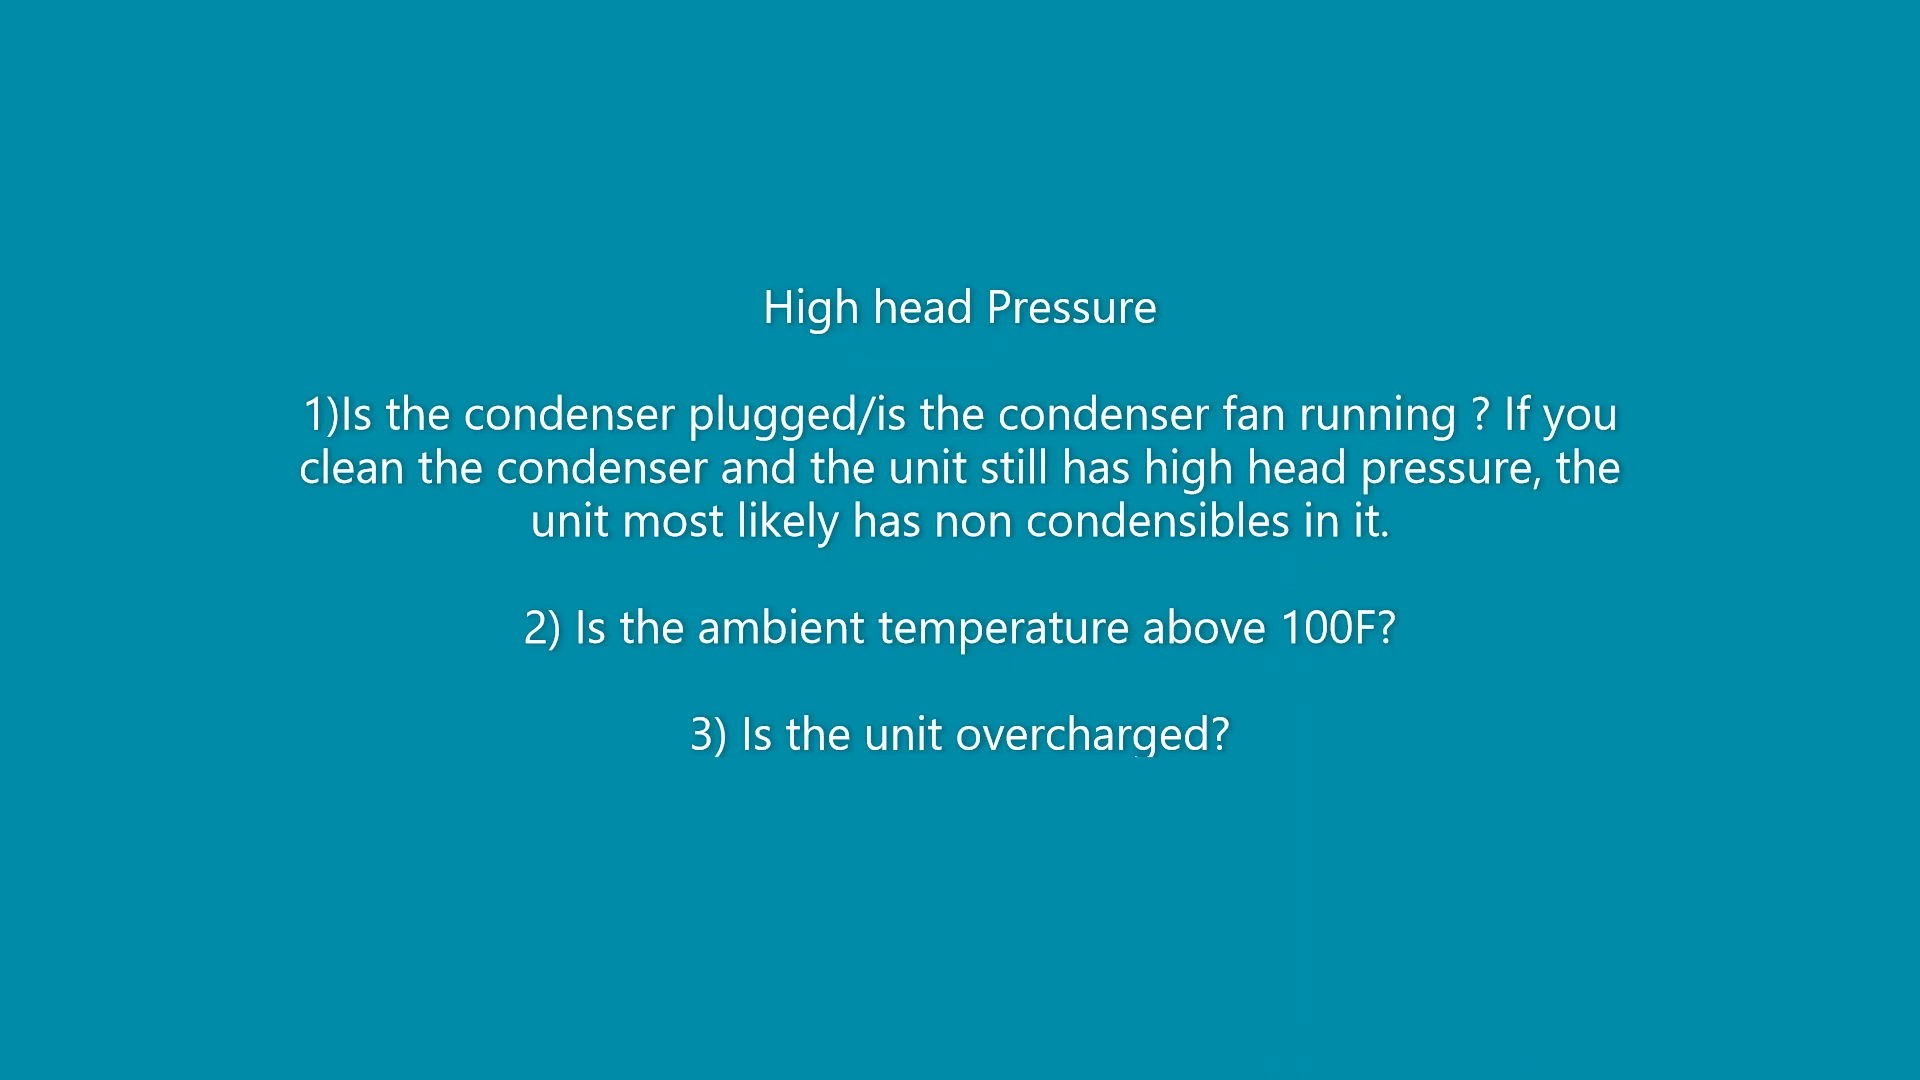 High head Pressure
1)Is the condenser plugged/is the condenser fan running ? If you
clean the condenser and the unit still has high head pressure, the
unit most likely has non condensibles in it.
2) Is the ambient temperature above 100F?
3) Is the unit overcharged?